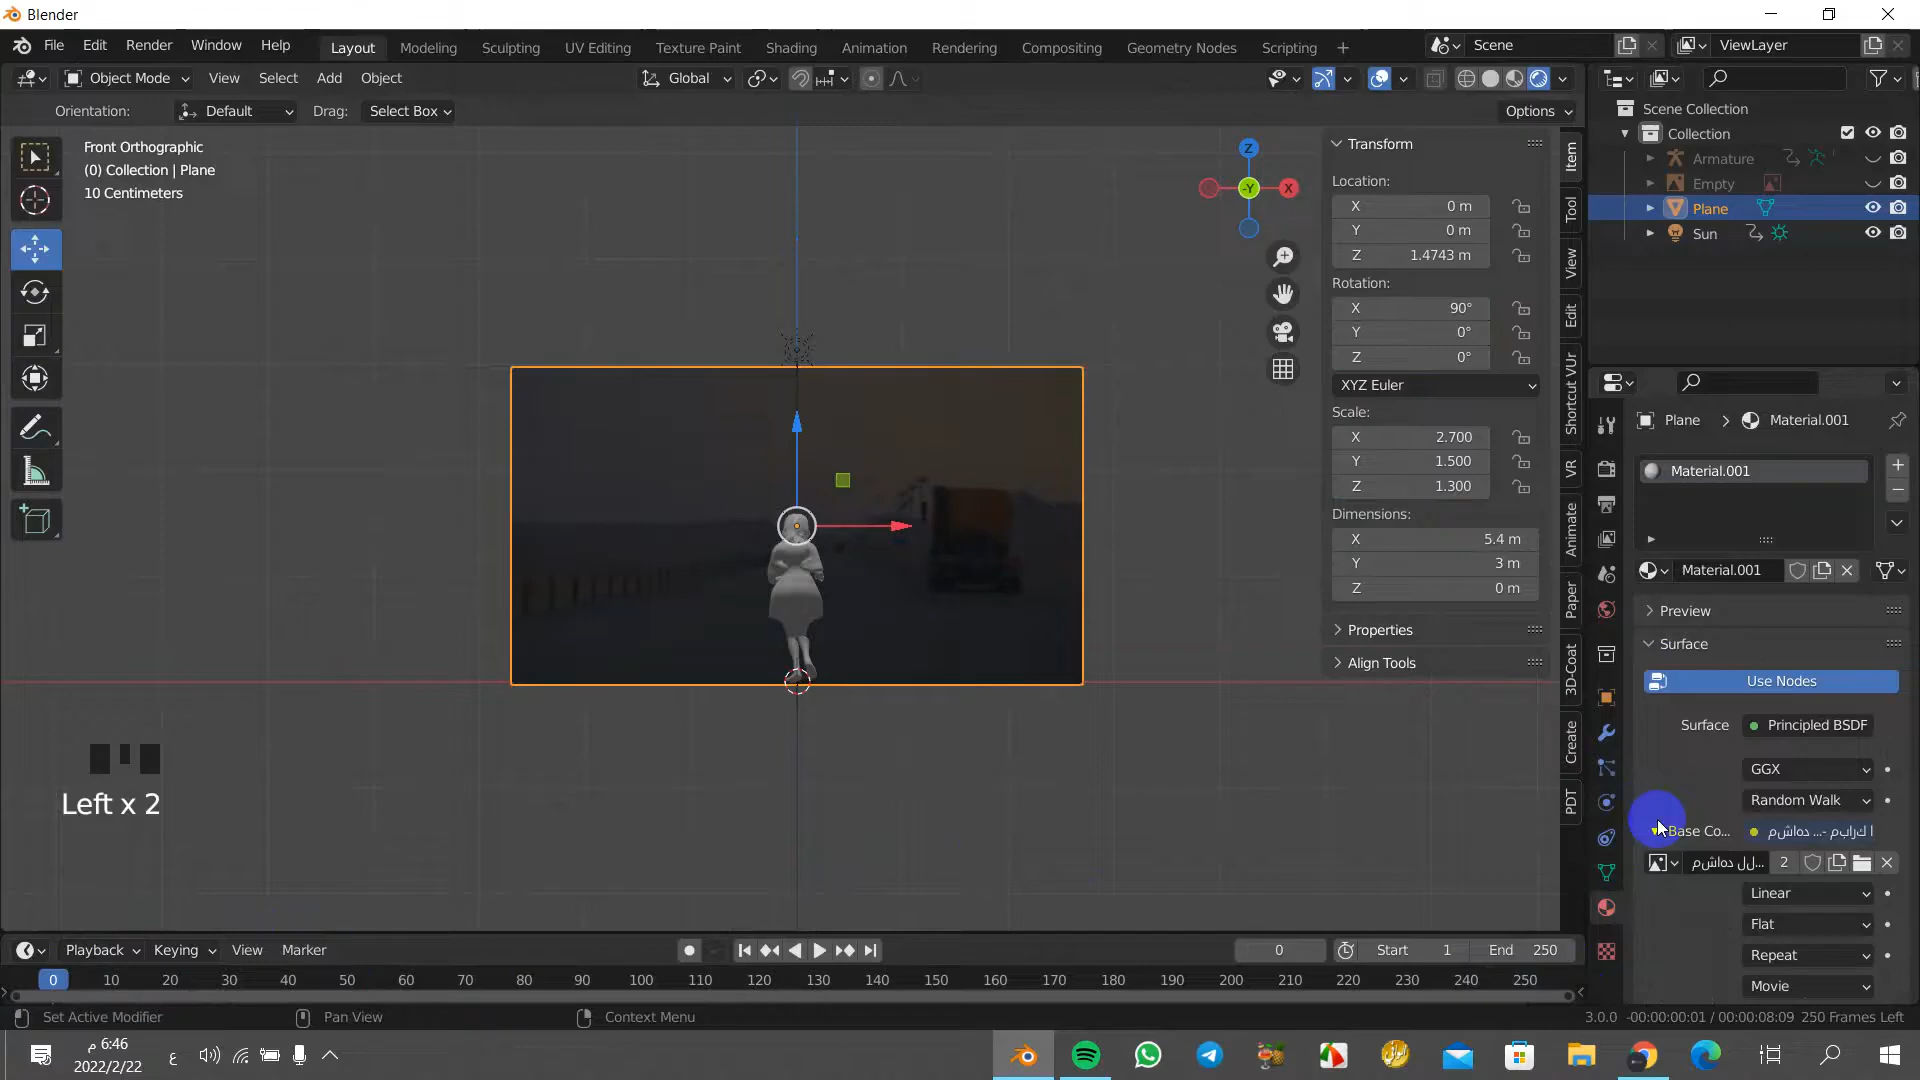 Blender
File Edit Render Window Help Layout Modeling Sculpting UV Editing Texture Paint Shading Animation Rendering Compositing Geometry Nodes Scripting Scene ViewLayer
Object Mode View Select Add Object Global
Orientation: Default Drag: Select Box Options
Front Orthographic
(0) Collection | Plane
10 Centimeters
Z
-Y
X
Transform
Location:
X 0 m
Y 0 m
Z 1.4743 m
Rotation:
X 90°
Y 0°
Z 0°
XYZ Euler
Scale:
X 2.700
Y 1.500
Z 1.300
Dimensions:
X 5.4 m
Y 3 m
Z 0 m
Properties
Align Tools
Item
Tool
View
Edit
Shortcut VUr
VR
Animate
Paper
3D-Coat
Create
PDT
Scene Collection
Collection
Armature
Empty
Plane
Sun
Plane Material.001
Material.001
Material.001
Preview
Surface
Use Nodes
Surface Principled BSDF
GGX
Random Walk
Base Co...
2
Linear
Flat
Repeat
Movie
Left x 2
Playback Keying View Marker 0 Start 1 End 250
0 10 20 30 40 50 60 70 80 90 100 110 120 130 140 150 160 170 180 190 200 210 220 230 240 250
Set Active Modifier Pan View Context Menu 3.0.0 -00:00:00:01 / 00:00:08:09 250 Frames Left
6:46 م
2022/2/22
ع